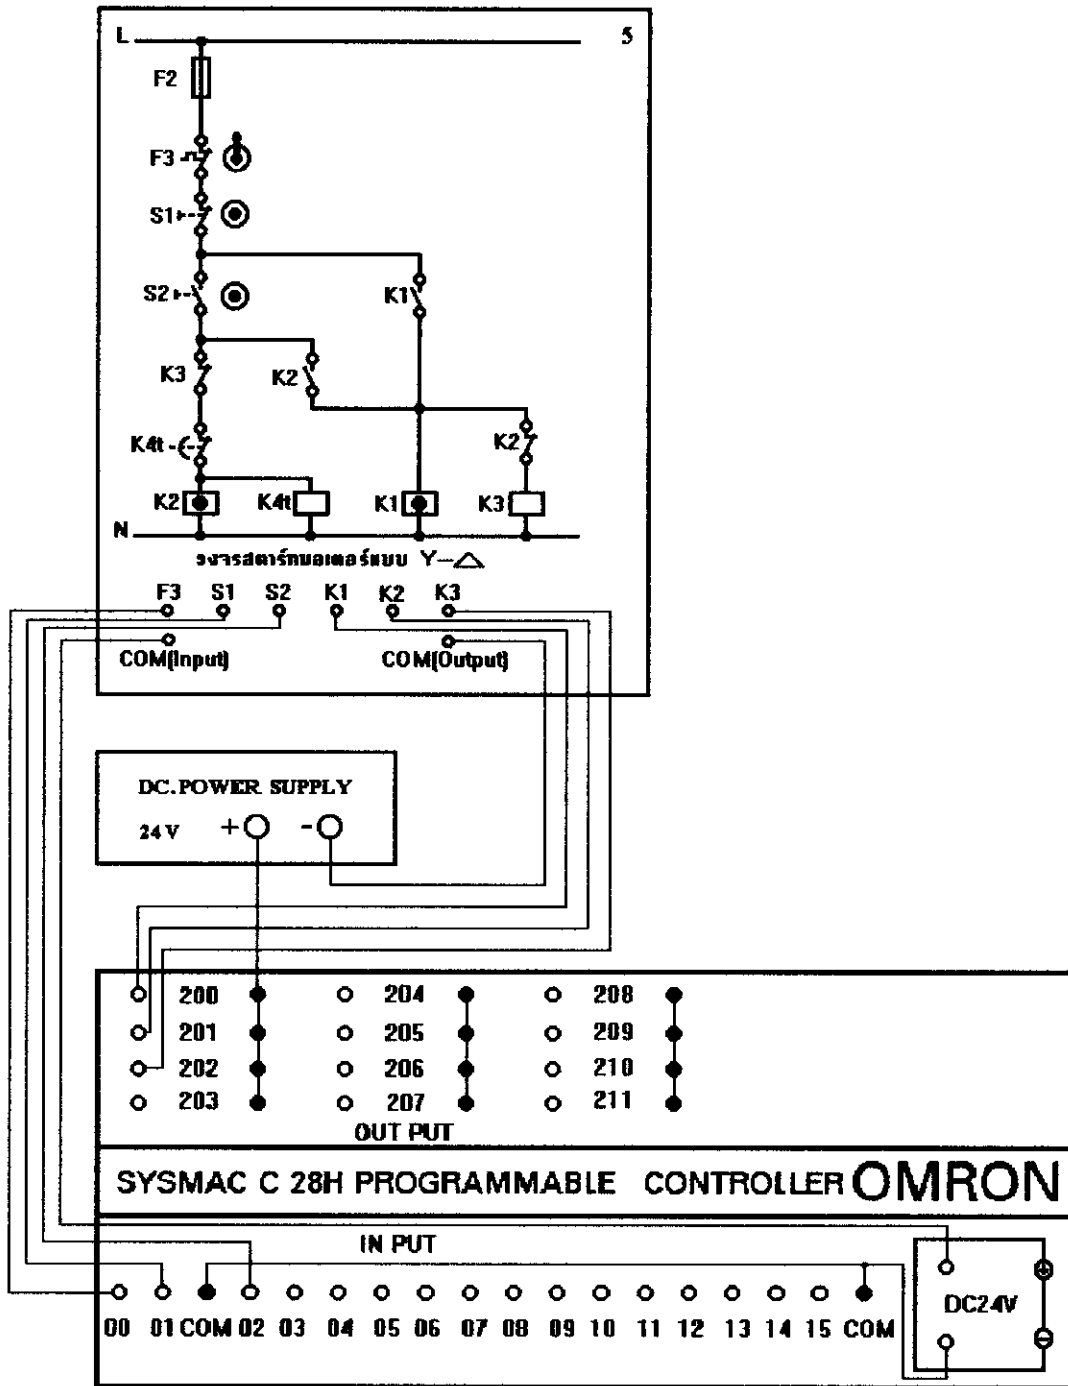 L 5
F2
F3
S1
S2 K1
K3 K2
K4t K2
K2 K4t K1 K3
N
วงจรสตาร์ทมอเตอร์แบบ Y-△
F3 S1 S2 K1 K2 K3
COM(Input) COM(Output)
DC.POWER SUPPLY
24 V + -
200 204 208
201 205 209
202 206 210
203 207 211
OUT PUT
SYSMAC C 28H PROGRAMMABLE CONTROLLER OMRON
IN PUT
DC24V
00 01 COM 02 03 04 05 06 07 08 09 10 11 12 13 14 15 COM